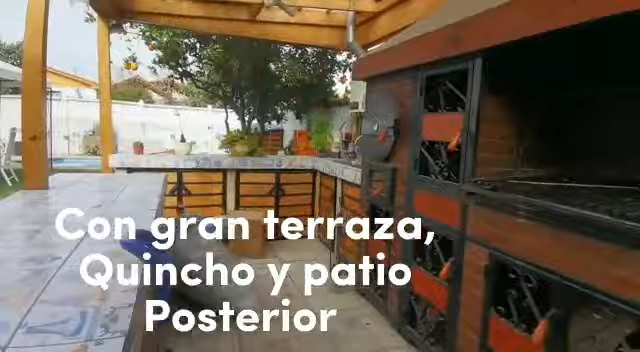 Con gran terraza,
Quincho y patio
Posterior